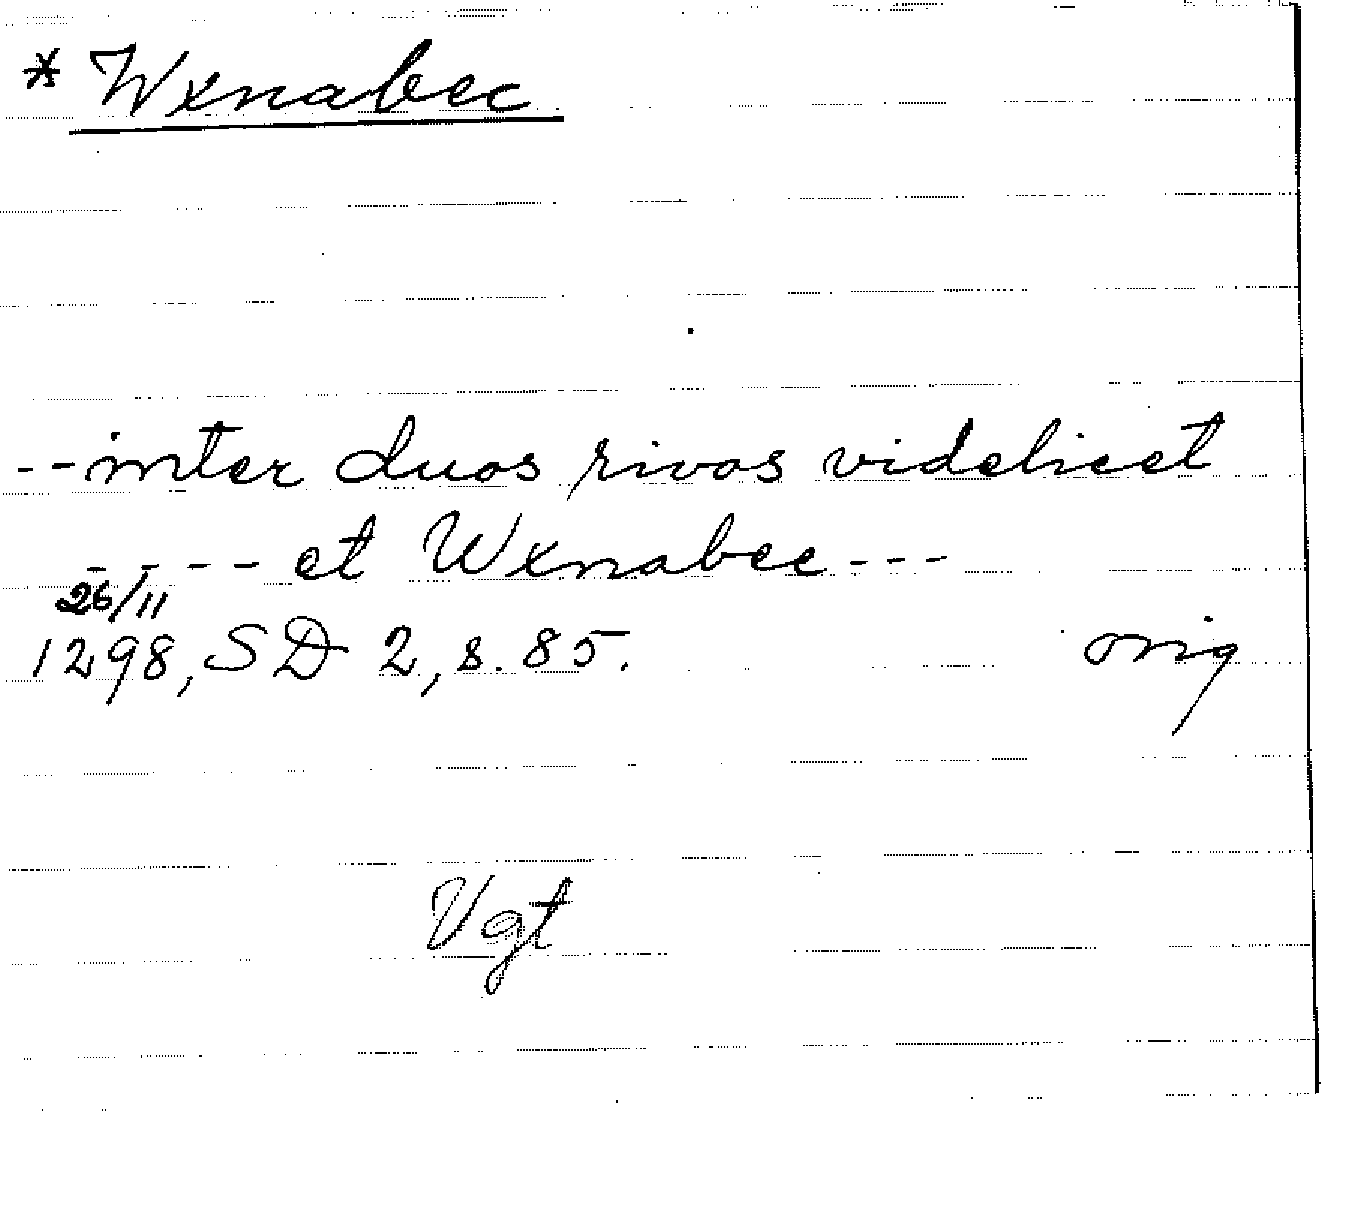 * Wxnabec
--inter duos rivos videlicet
----- et Wxnabec---
26/11
1298, SD 2, s. 85. orig
Vgt